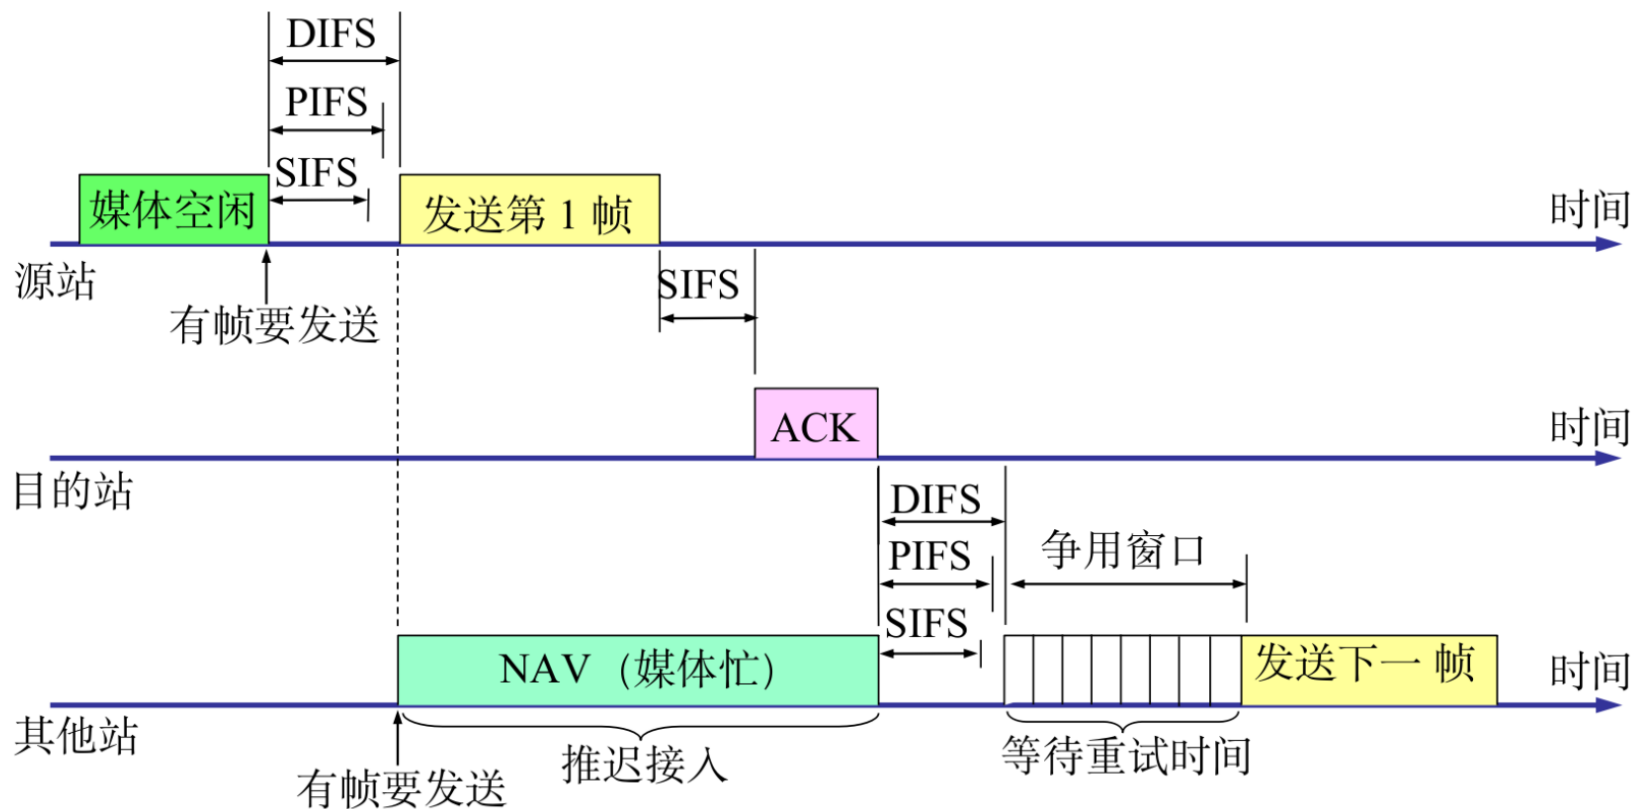 DIFS
PIFS
SIFS
媒体空闲
发送第 1 帧
时间
源站
有帧要发送
SIFS
ACK
时间
目的站
DIFS
PIFS
争用窗口
SIFS
NAV（媒体忙）
发送下一 帧
时间
其他站
推迟接入
等待重试时间
有帧要发送